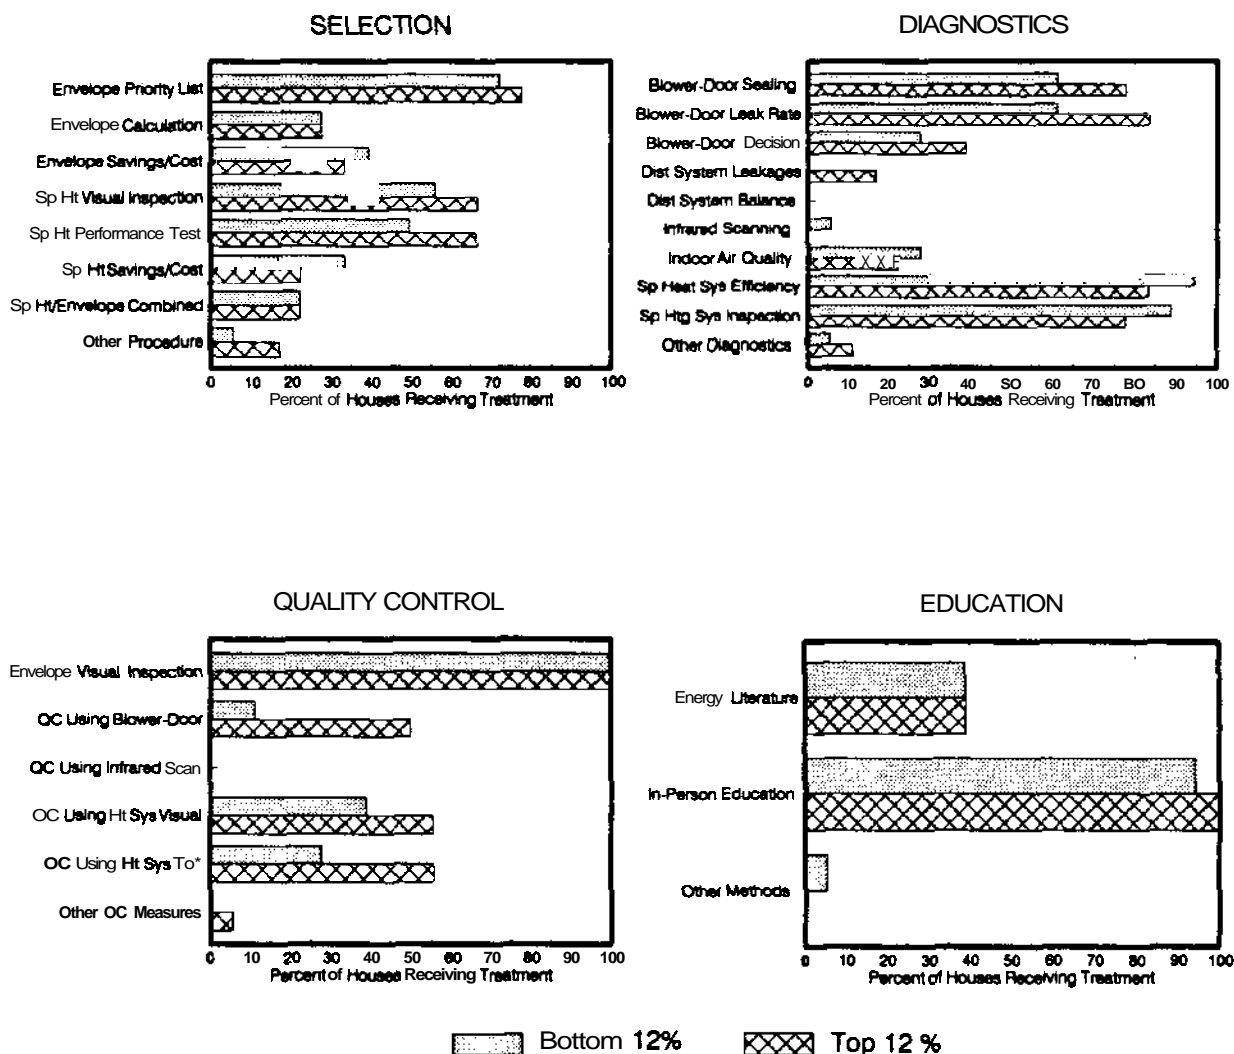 SELECTION
Envelope Priority List
Envelope Calculation
Envelope Savings/Cost
Sp Ht Visual Inspection
Sp Ht Performance Test
Sp Ht Savings/Cost
Sp Ht/Envelope Combined
Other Procedure
0 10 20 30 40 50 60 70 80 90 100
Percent of Houses Receiving Treatment
DIAGNOSTICS
Blower-Door Sealing
Blower-Door Leak Rate
Blower-Door Decision
Dist System Leakages
Dist System Balance
Infrared Scanning
Indoor Air Quality
Sp Heat Sys Efficiency
Sp Htg Sys Inspection
Other Diagnostics
0 10 20 30 40 SO 60 70 BO 90 100
Percent of Houses Receiving Treatment
QUALITY CONTROL
Envelope Visual Inspection
QC Using Blower-Door
QC Using Infrared Scan
OC Using Ht Sys Visual
OC Using Ht Sys To*
Other OC Measures
0 10 20 30 40 50 60 70 80 90 100
Percent of Houses Receiving Treatment
EDUCATION
Energy Literature
In-Person Education
Other Methods
0 10 20 30 40 50 60 70 80 90 100
Percent of Houses Receiving Treatment
Bottom 12% Top 12 %